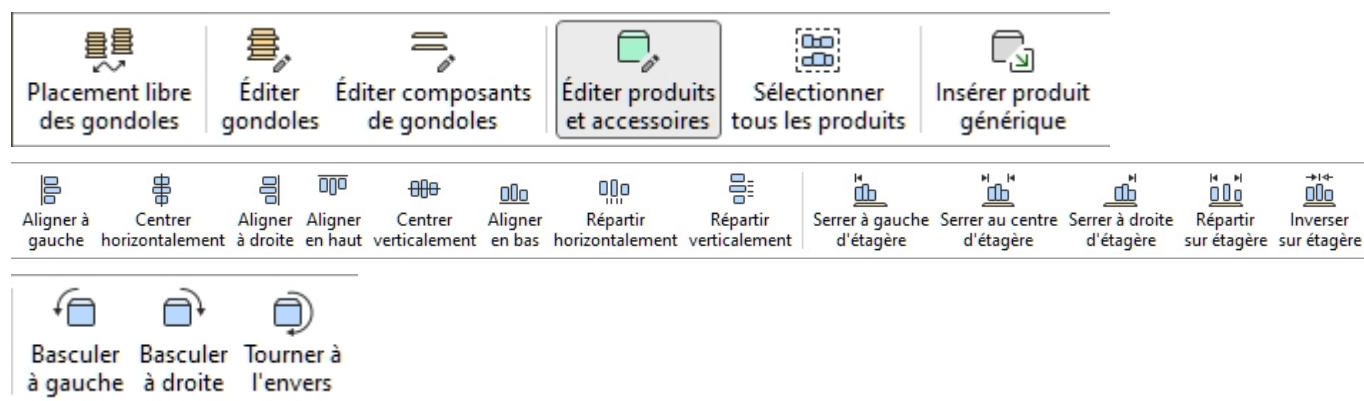 Placement libre Éditer Éditer composants Éditer produits Sélectionner Insérer produit
des gondoles gondoles de gondoles et accessoires tous les produits générique
Aligner à Centrer Aligner Aligner Centrer Aligner Répartir Répartir Serrer à gauche Serrer au centre Serrer à droite Répartir Inverser
gauche horizontalement à droite en haut verticalement en bas horizontalement verticalement d'étagère d'étagère d'étagère sur étagère sur étagère
Basculer Basculer Tourner à
à gauche à droite l'envers